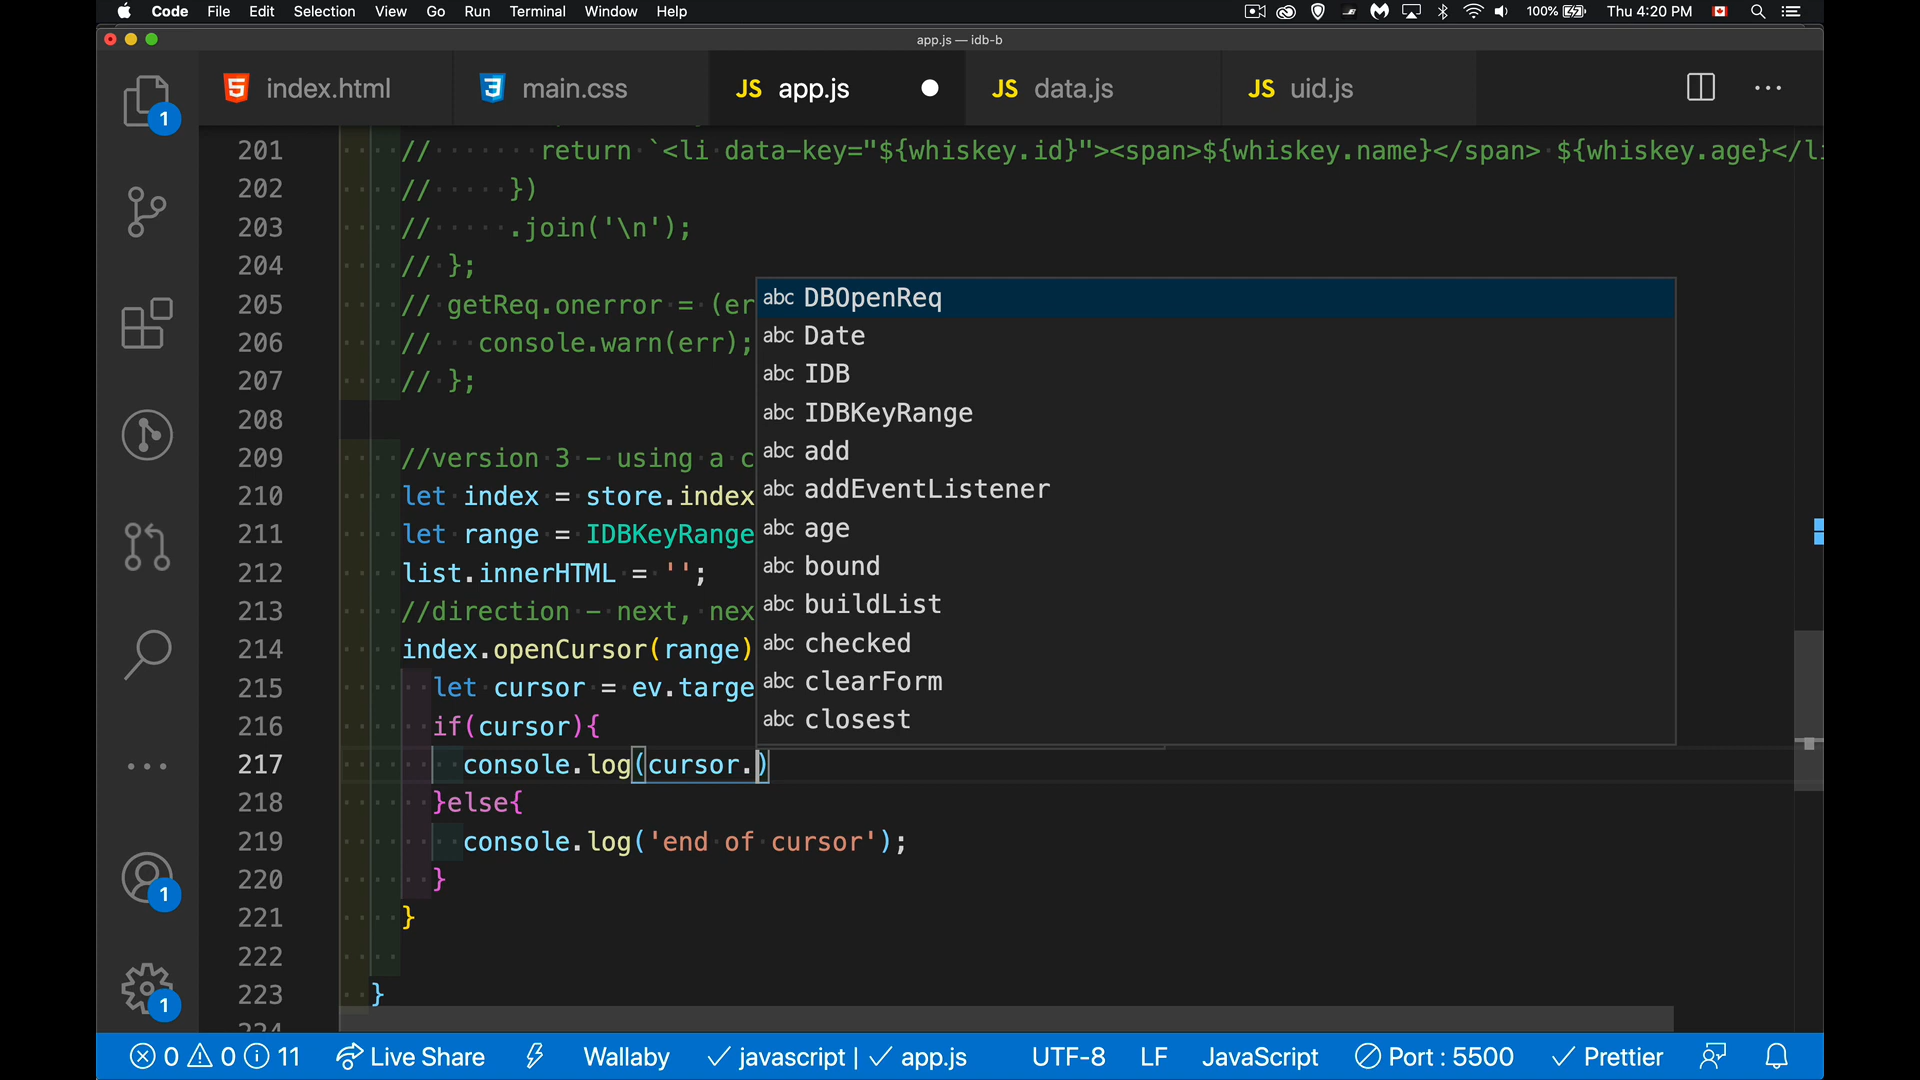 Code File Edit Selection View Go Run Terminal Window Help 100% Thu 4:20 PM
app.js — idb-b
index.html main.css JS app.js JS data.js JS uid.js
1
201 // return `<li data-key="${whiskey.id}"><span>${whiskey.name}</span> ${whiskey.age}</li
202 // })
203 // .join('\n');
204 // };
205 // getReq.onerror = (er
206 // console.warn(err);
207 // };
208
209 //version 3 - using a c
210 let index = store.index
211 let range = IDBKeyRange
212 list.innerHTML = '';
213 //direction - next, nex
214 index.openCursor(range)
215 let cursor = ev.targe
216 if(cursor){
217 console.log(cursor.)
218 }else{
219 console.log('end of cursor');
220 }
221 }
222
223 }
224
abc DBOpenReq
abc Date
abc IDB
abc IDBKeyRange
abc add
abc addEventListener
abc age
abc bound
abc buildList
abc checked
abc clearForm
abc closest
1
1
0 0 11 Live Share Wallaby javascript | app.js UTF-8 LF JavaScript Port : 5500 Prettier